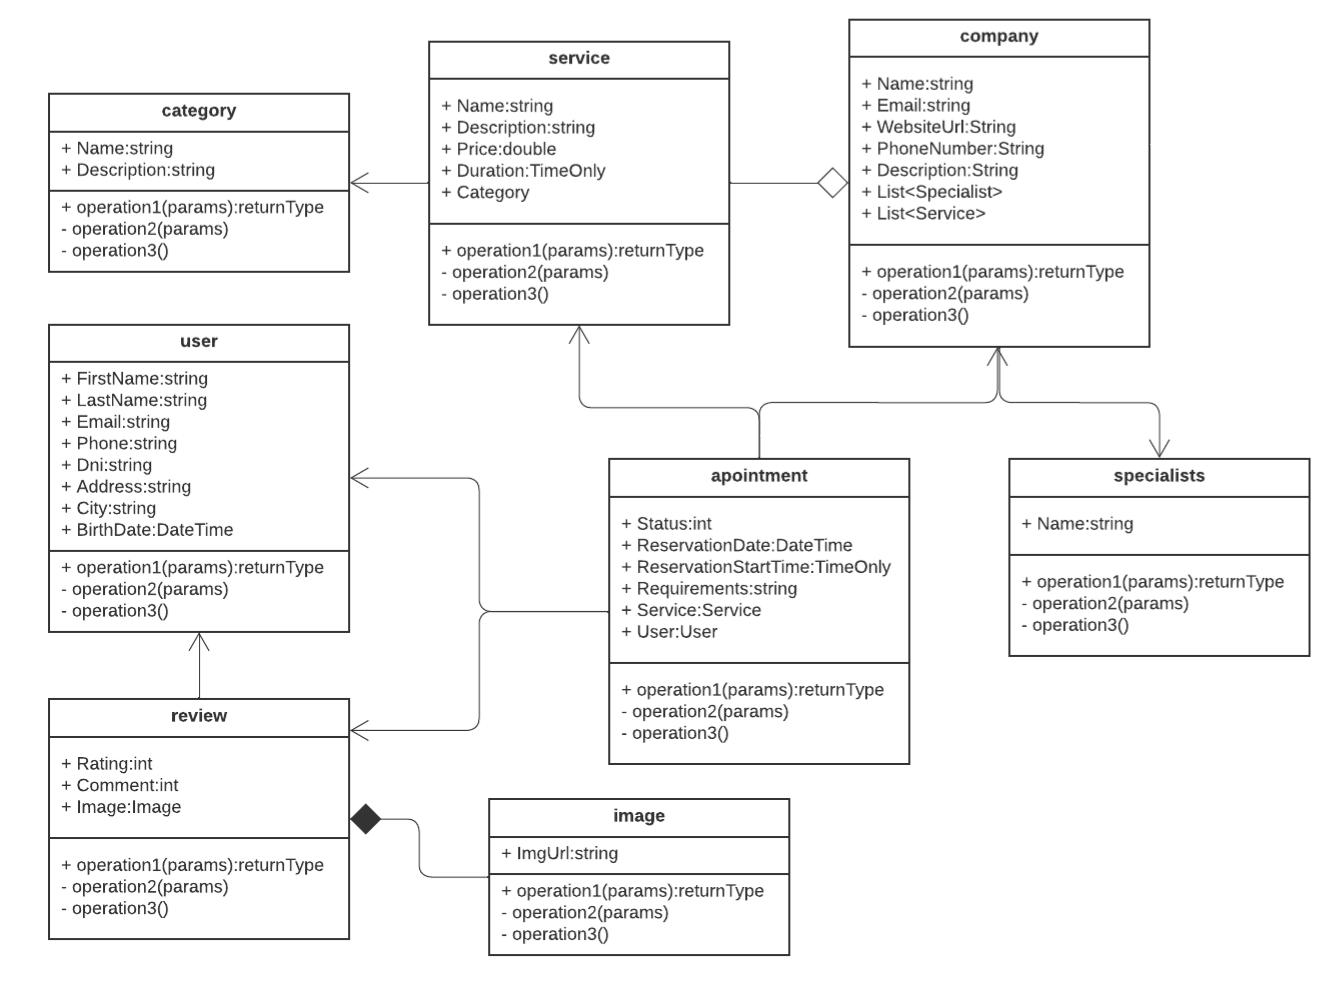 category
+ Name:string
+ Description:string
+ operation1(params):returnType
- operation2(params)
- operation3()
service
+ Name:string
+ Description:string
+ Price:double
+ Duration:TimeOnly
+ Category
+ operation1(params):returnType
- operation2(params)
- operation3()
company
+ Name:string
+ Email:string
+ WebsiteUrl:String
+ PhoneNumber:String
+ Description:String
+ List<Specialist>
+ List<Service>
+ operation1(params):returnType
- operation2(params)
- operation3()
user
+ FirstName:string
+ LastName:string
+ Email:string
+ Phone:string
+ Dni:string
+ Address:string
+ City:string
+ BirthDate:DateTime
+ operation1(params):returnType
- operation2(params)
- operation3()
apointment
+ Status:int
+ ReservationDate:DateTime
+ ReservationStartTime:TimeOnly
+ Requirements:string
+ Service:Service
+ User:User
+ operation1(params):returnType
- operation2(params)
- operation3()
specialists
+ Name:string
+ operation1(params):returnType
- operation2(params)
- operation3()
review
+ Rating:int
+ Comment:int
+ Image:Image
+ operation1(params):returnType
- operation2(params)
- operation3()
image
+ ImgUrl:string
+ operation1(params):returnType
- operation2(params)
- operation3()